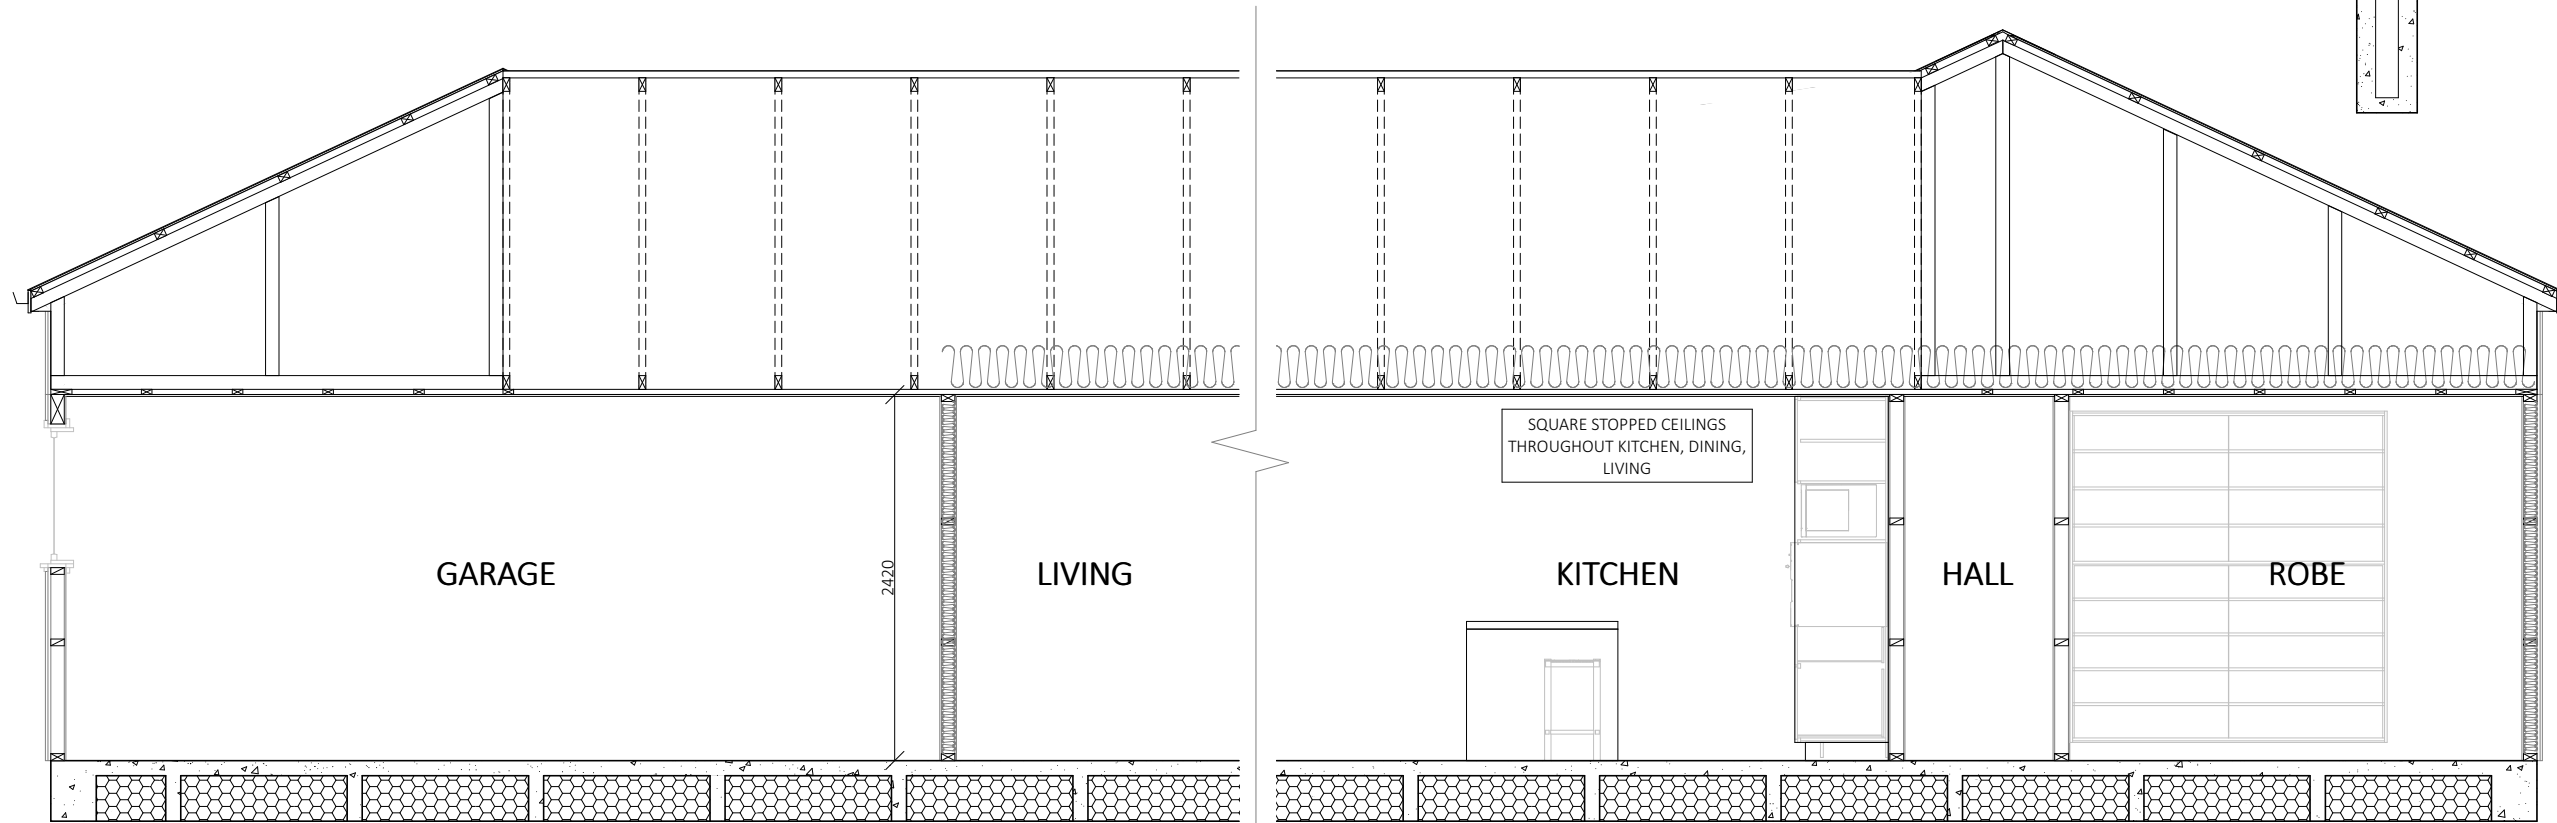 SQUARE STOPPED CEILINGS
THROUGHOUT KITCHEN, DINING,
LIVING
GARAGE
2420
LIVING
KITCHEN
HALL
ROBE